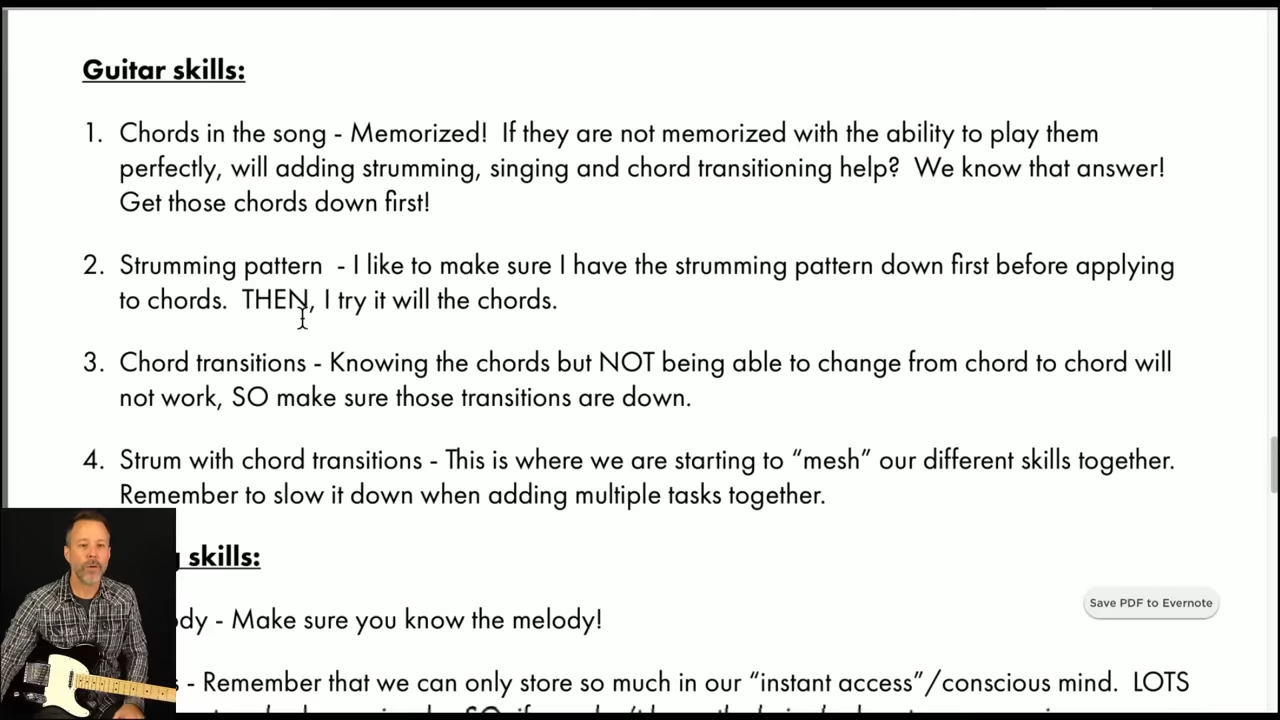 Guitar skills:
1. Chords in the song - Memorized! If they are not memorized with the ability to play them
perfectly, will adding strumming, singing and chord transitioning help? We know that answer!
Get those chords down first!
2. Strumming pattern - I like to make sure I have the strumming pattern down first before applying
to chords. THEN, I try it will the chords.
3. Chord transitions - Knowing the chords but NOT being able to change from chord to chord will
not work, SO make sure those transitions are down.
4. Strum with chord transitions - This is where we are starting to “mesh” our different skills together.
Remember to slow it down when adding multiple tasks together.
skills:
Save PDF to Evernote
- Make sure you know the melody!
- Remember that we can only store so much in our “instant access”/conscious mind. LOTS